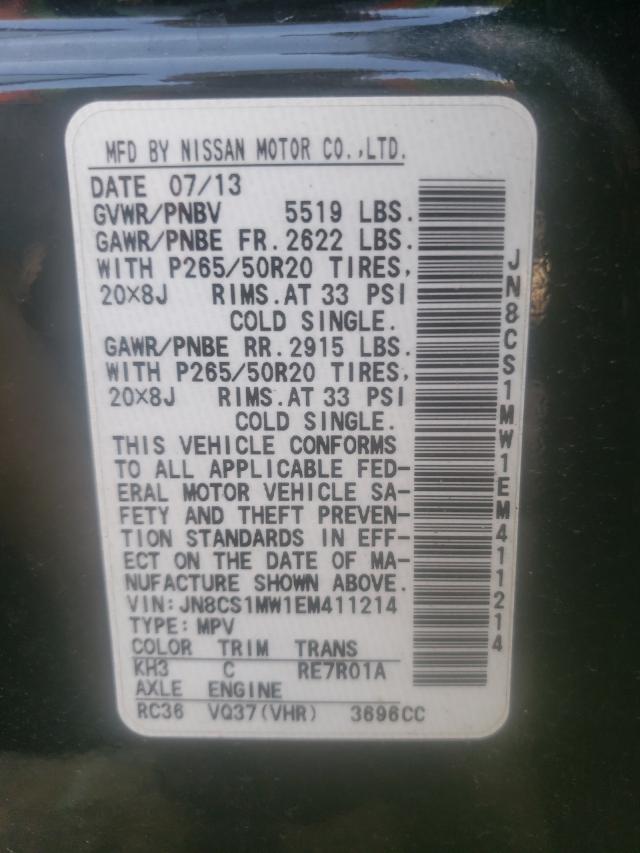 MFD BY NISSAN MOTOR CO.,LTD.
DATE 07/13
GVWR/PNBV 5519 LBS.
GAWR/PNBE FR. 2622 LBS.
WITH P265/50R20 TIRES,
20×8J RIMS. AT 33 PSI
COLD SINGLE.
GAWR/PNBE RR. 2915 LBS.
WITH P265/50R20 TIRES,
20×8J RIMS. AT 33 PSI
COLD SINGLE.
THIS VEHICLE CONFORMS
TO ALL APPLICABLE FED-
ERAL MOTOR VEHICLE SA-
FETY AND THEFT PREVEN-
TION STANDARDS IN EFF-
ECT ON THE DATE OF MA-
NUFACTURE SHOWN ABOVE.
VIN: JN8CS1MW1EM411214
TYPE: MPV
COLOR TRIM TRANS
KH3 C RE7R01A
AXLE ENGINE
RC36 VQ37(VHR) 3696CC
JN8CS1MW1EM411214